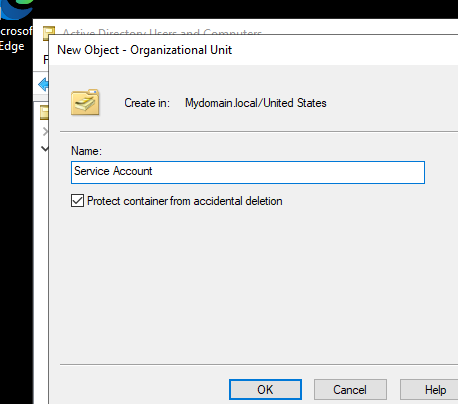 crosof
Edge
Active Directory Users and Computers
F
New Object - Organizational Unit
Create in: Mydomain.local/United States
Name:
Service Account
Protect container from accidental deletion
OK Cancel Help